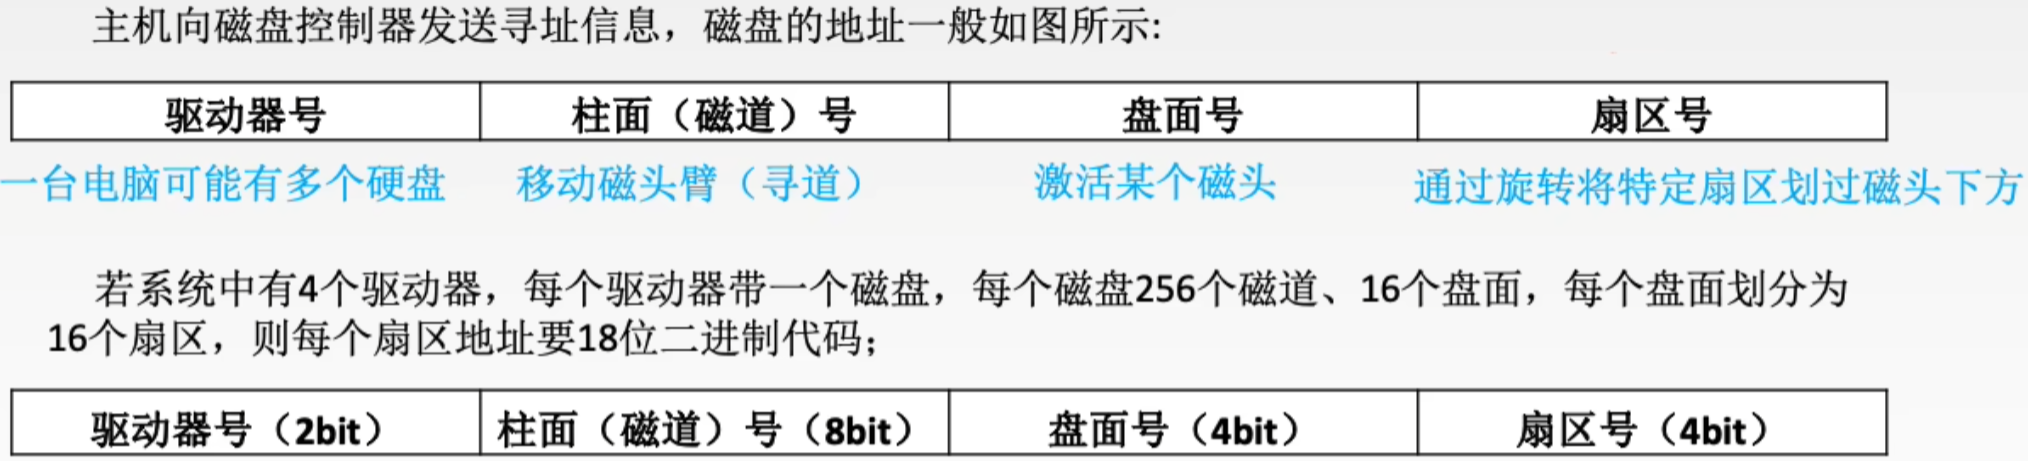 主机向磁盘控制器发送寻址信息，磁盘的地址一般如图所示:
驱动器号 柱面（磁道）号 盘面号 扇区号
一台电脑可能有多个硬盘 移动磁头臂（寻道） 激活某个磁头 通过旋转将特定扇区划过磁头下方
若系统中有4个驱动器，每个驱动器带一个磁盘，每个磁盘256个磁道、16个盘面，每个盘面划分为
16个扇区，则每个扇区地址要18位二进制代码；
驱动器号（2bit） 柱面（磁道）号（8bit） 盘面号（4bit） 扇区号（4bit）